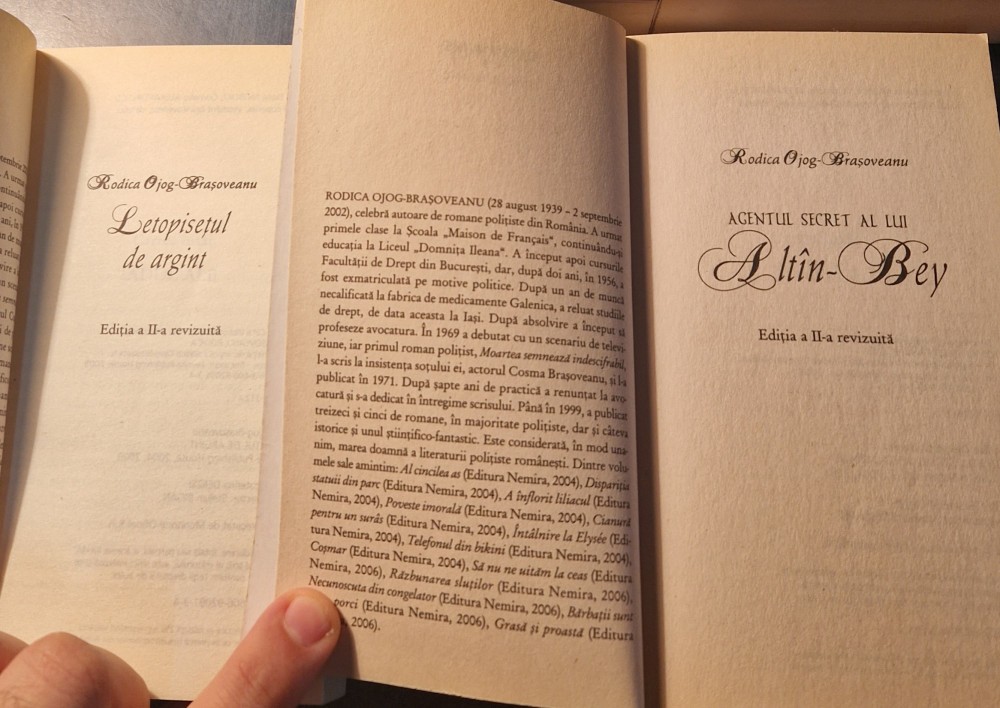 Rodica Ojog-Brașoveanu
Letopisețul
de argint
Ediția a II-a revizuită
RODICA OJOG-BRAȘOVEANU (28 august 1939 – 2 septembrie
2002), celebră autoare de romane polițiste din România. A urmat
primele clase la Școala „Maison de Français“, continuându-și
educația la Liceul „Domnița Ileana“. A început apoi cursurile
Facultății de Drept din București, dar, după doi ani, în 1956, a
fost exmatriculată pe motive politice. După un an de muncă
necalificată la fabrica de medicamente Galenica, a reluat studiile
de drept, de data aceasta la Iași. După absolvire a început să
profeseze avocatura. În 1969 a debutat cu un scenariu de televi-
ziune, iar primul roman polițist, Moartea semnează indescifrabil,
l-a scris la insistența soțului ei, actorul Cosma Brașoveanu, și l-a
publicat în 1971. După șapte ani de practică a renunțat la avo-
catură și s-a dedicat în întregime scrisului. Până în 1999, a publicat
treizeci și cinci de romane, în majoritate polițiste, dar și câteva
istorice și unul științifico-fantastic. Este considerată, în mod una-
nim, marea doamnă a literaturii polițiste românești. Dintre volu-
mele sale amintim: Al cincilea as (Editura Nemira, 2004), Dispariția
statuii din parc (Editura Nemira, 2004), A înflorit liliacul (Editura
Nemira, 2004), Poveste imorală (Editura Nemira, 2004), Cianură
pentru un surâs (Editura Nemira, 2004), Întâlnire la Elysée (Edi-
tura Nemira, 2004), Telefonul din bikini (Editura Nemira, 2004),
Coșmar (Editura Nemira, 2004), Să nu ne uităm la ceas (Editura
Nemira, 2006), Răzbunarea sluților (Editura Nemira, 2006),
Necunoscuta din congelator (Editura Nemira, 2006), Bărbații sunt
porci (Editura Nemira, 2006), Grasă și proastă (Editura
2006).
Rodica Ojog-Brașoveanu
AGENTUL SECRET AL LUI
Altîn-Bey
Ediția a II-a revizuită